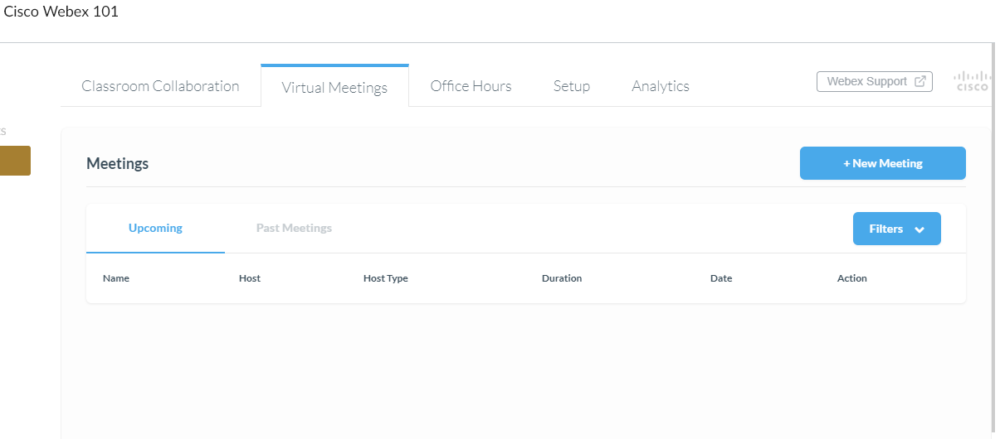 Cisco Webex 101
Classroom Collaboration
Virtual Meetings
Office Hours
Setup
Analytics
Webex Support
CISCO
Meetings
+ New Meeting
Upcoming
Past Meetings
Filters
Name
Host
Host Type
Duration
Date
Action